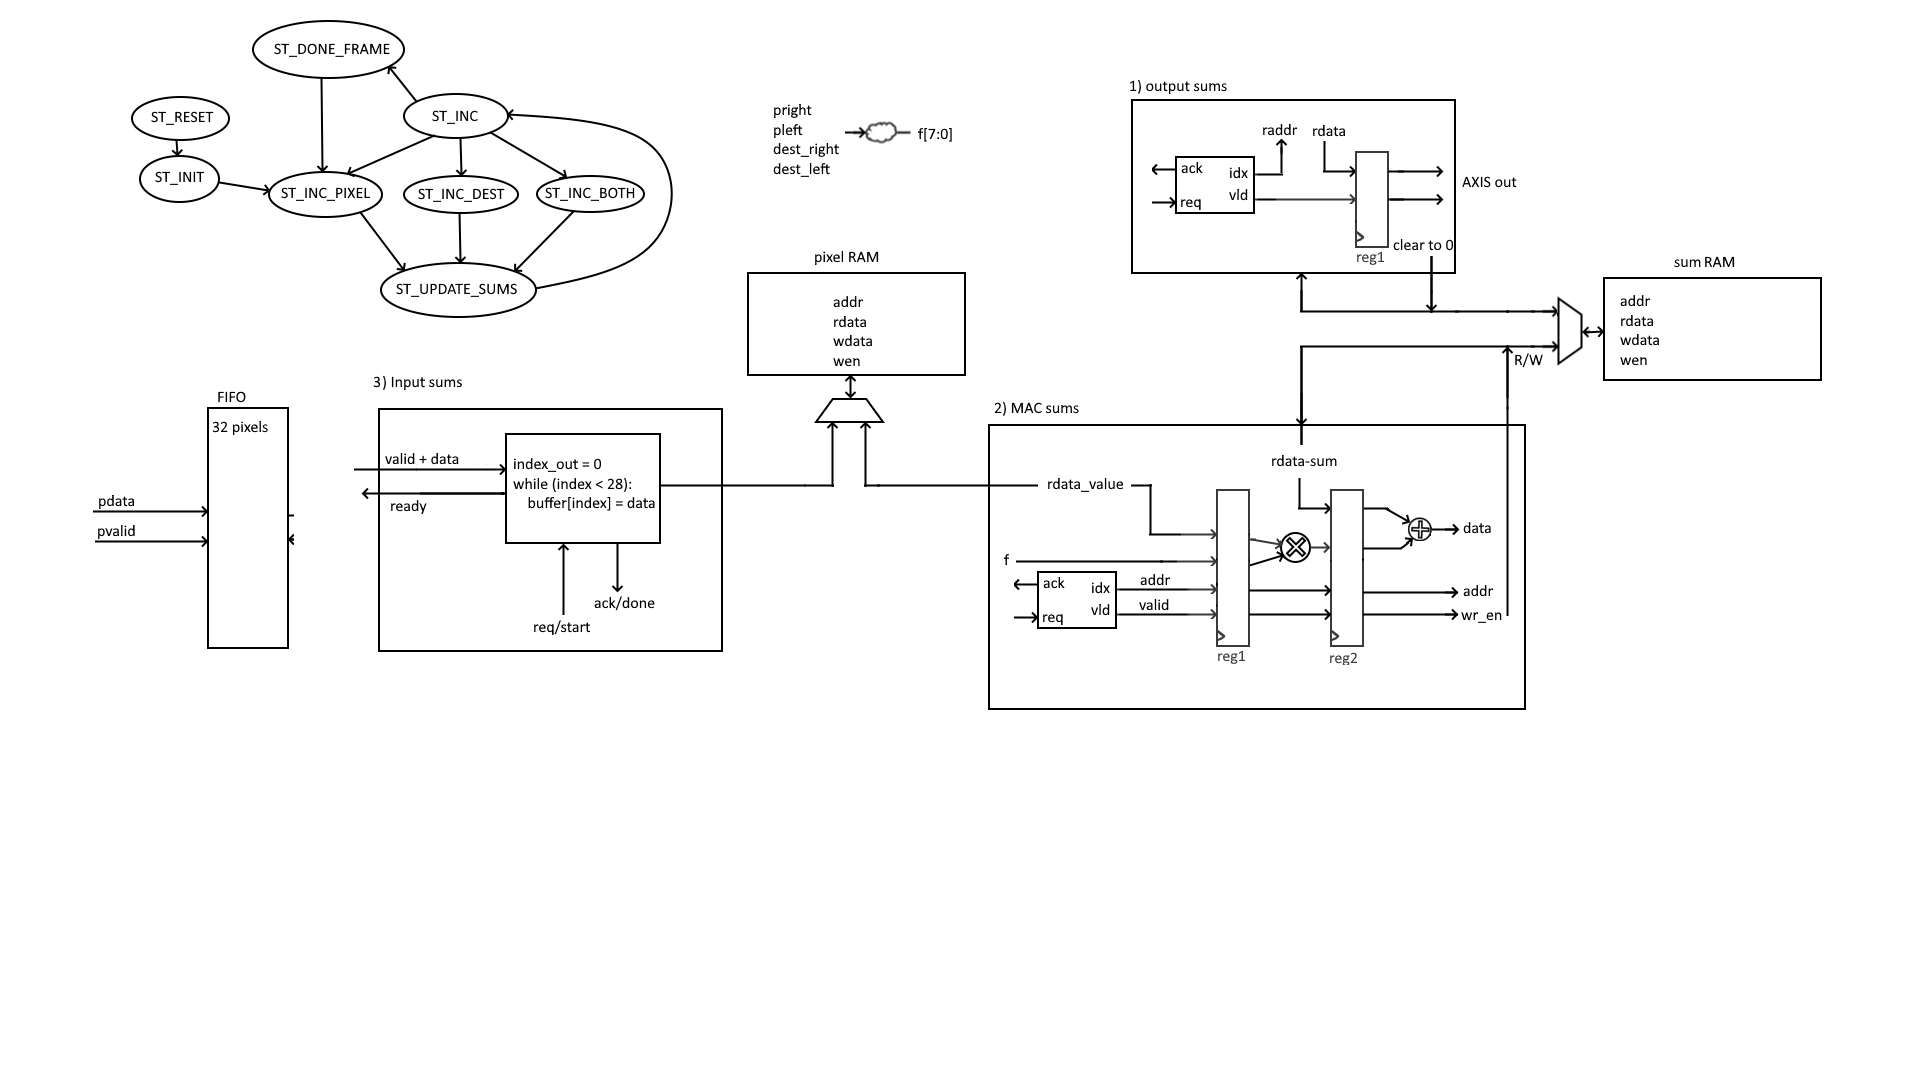 ST_DONE_FRAME
ST_RESET
ST_INC
ST_INIT
ST_INC_PIXEL
ST_INC_DEST
ST_INC_BOTH
ST_UPDATE_SUMS
pright
pleft
dest_right
dest_left
f[7:0]
1) output sums
raddr
rdata
ack
idx
vld
req
AXIS out
clear to 0
reg1
pixel RAM
addr
rdata
wdata
wen
sum RAM
addr
rdata
wdata
wen
R/W
FIFO
32 pixels
pdata
pvalid
3) Input sums
valid + data
ready
index_out = 0
while (index < 28):
buffer[index] = data
ack/done
req/start
2) MAC sums
rdata-sum
rdata_value
f
ack
idx
vld
req
addr
valid
data
addr
wr_en
reg1
reg2